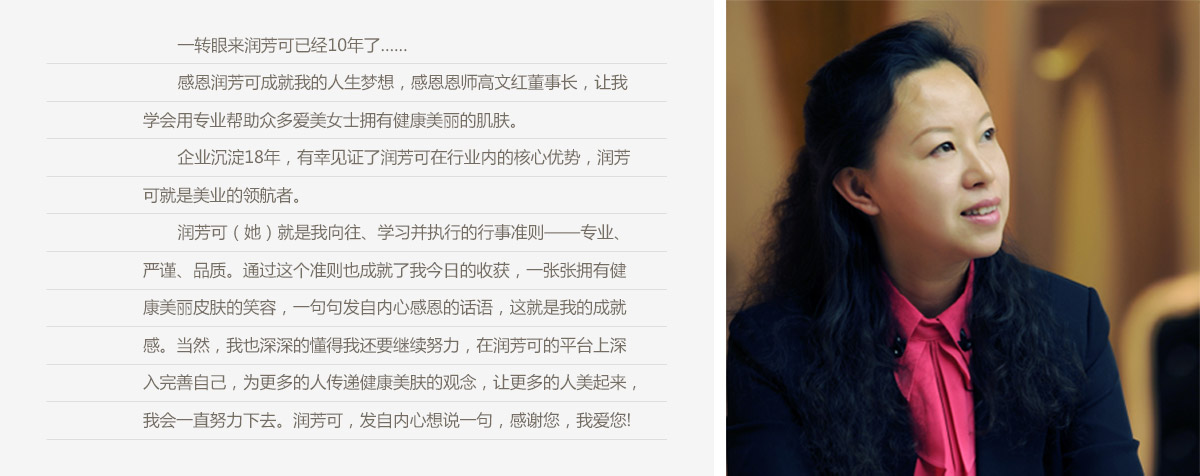 一转眼来润芳可已经10年了......
感恩润芳可成就我的人生梦想，感恩恩师高文红董事长，让我
学会用专业帮助众多爱美女士拥有健康美丽的肌肤。
企业沉淀18年，有幸见证了润芳可在行业内的核心优势，润芳
可就是美业的领航者。
润芳可（她）就是我向往、学习并执行的行事准则——专业、
严谨、品质。通过这个准则也成就了我今日的收获，一张张拥有健
康美丽皮肤的笑容，一句句发自内心感恩的话语，这就是我的成就
感。当然，我也深深的懂得我还要继续努力，在润芳可的平台上深
入完善自己，为更多的人传递健康美肤的观念，让更多的人美起来，
我会一直努力下去。润芳可，发自内心想说一句，感谢您，我爱您!